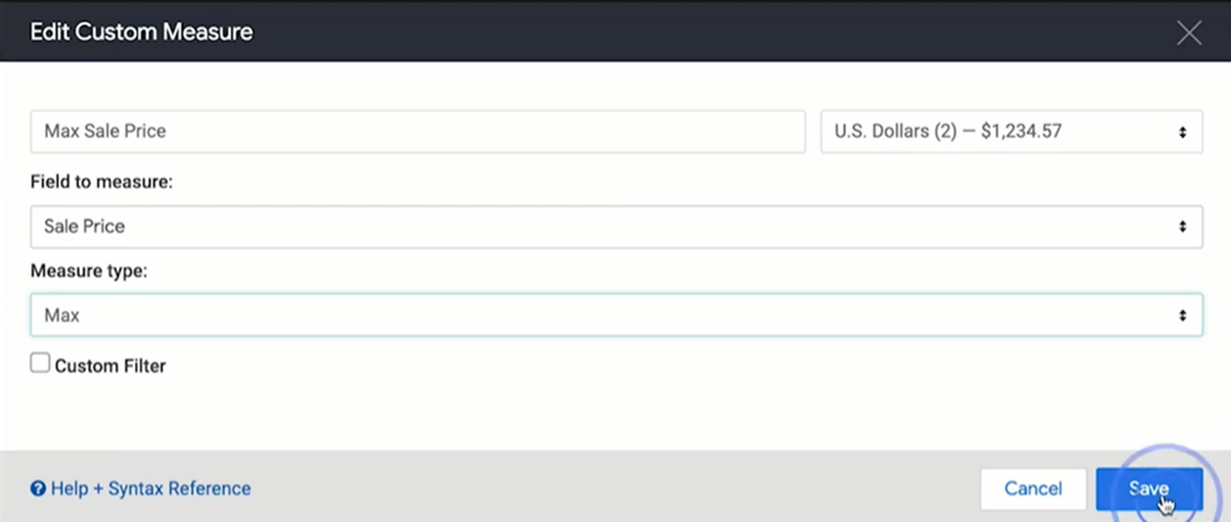 Edit Custom Measure
Max Sale Price
U.S. Dollars (2) — $1,234.57
Field to measure:
Sale Price
Measure type:
Max
Custom Filter
Help + Syntax Reference
Cancel
Save